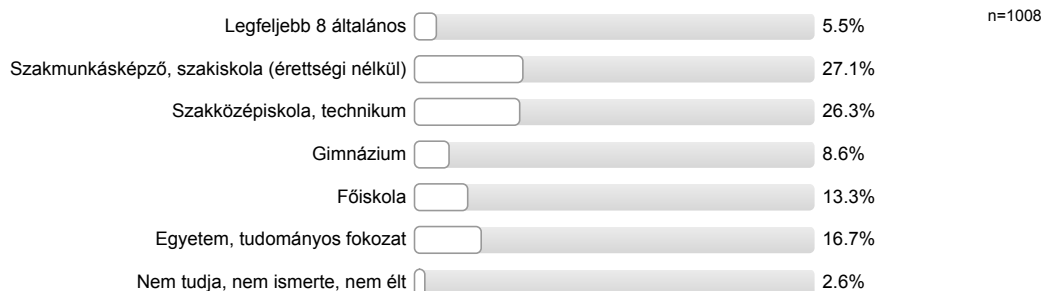 Legfeljebb 8 általános 5.5% n=1008
Szakmunkásképző, szakiskola (érettségi nélkül) 27.1%
Szakközépiskola, technikum 26.3%
Gimnázium 8.6%
Főiskola 13.3%
Egyetem, tudományos fokozat 16.7%
Nem tudja, nem ismerte, nem élt 2.6%